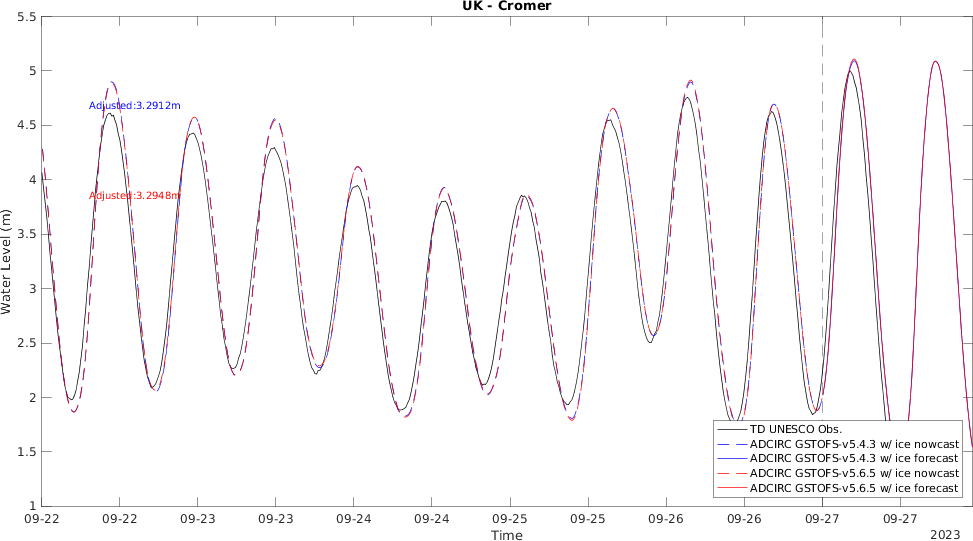 UK - Cromer
5.5
5
4.5
4
3.5
3
2.5
2
1.5
1
Water Level (m)
Adjusted:3.2912m
Adjusted:3.2948m
TD UNESCO Obs.
ADCIRC GSTOFS-v5.4.3 w/ ice nowcast
ADCIRC GSTOFS-v5.4.3 w/ ice forecast
ADCIRC GSTOFS-v5.6.5 w/ ice nowcast
ADCIRC GSTOFS-v5.6.5 w/ ice forecast
09-22 09-22 09-23 09-23 09-24 09-24 09-25 09-25 09-26 09-26 09-27 09-27
Time
2023